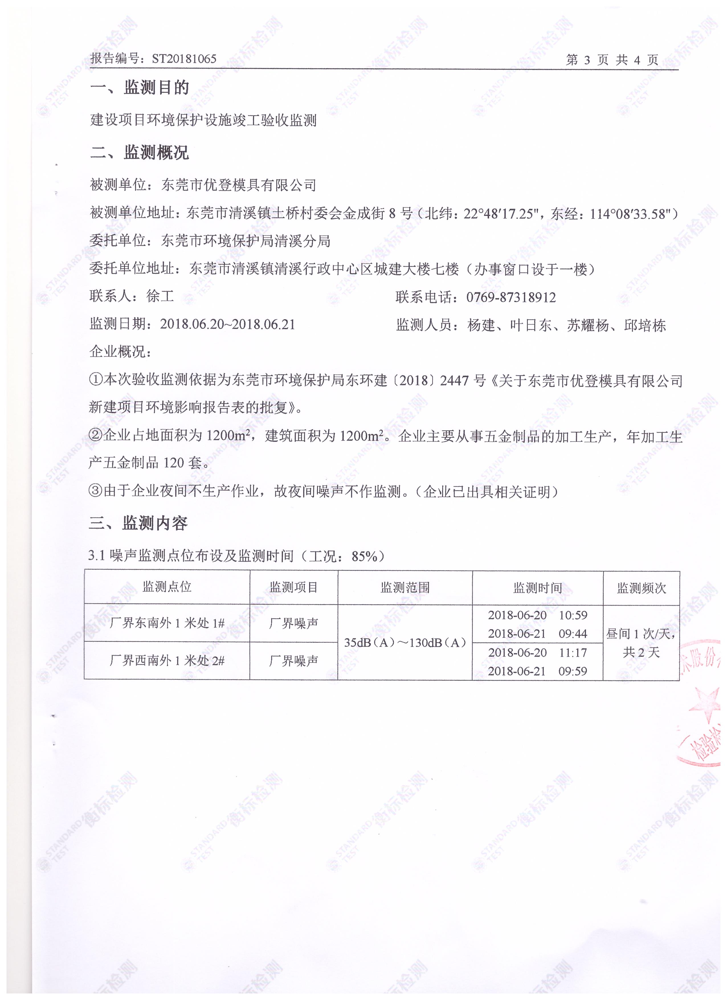 报告编号：ST20181065
第 3 页 共 4 页
一、监测目的
建设项目环境保护设施竣工验收监测
二、监测概况
被测单位：东莞市优登模具有限公司
被测单位地址：东莞市清溪镇土桥村委会金成街 8 号（北纬：22°48′17.25″，东经：114°08′33.58″）
委托单位：东莞市环境保护局清溪分局
委托单位地址：东莞市清溪镇清溪行政中心区城建大楼七楼（办事窗口设于一楼）
联系人：徐工 联系电话：0769-87318912
监测日期：2018.06.20~2018.06.21 监测人员：杨建、叶日东、苏耀杨、邱培栋
企业概况：
①本次验收监测依据为东莞市环境保护局东环建〔2018〕2447 号《关于东莞市优登模具有限公司
新建项目环境影响报告表的批复》。
②企业占地面积为 1200m²，建筑面积为 1200m²。企业主要从事五金制品的加工生产，年加工生
产五金制品 120 套。
③由于企业夜间不生产作业，故夜间噪声不作监测。（企业已出具相关证明）
三、监测内容
3.1 噪声监测点位布设及监测时间（工况：85%）
监测点位 监测项目 监测范围 监测时间 监测频次
厂界东南外 1 米处 1# 厂界噪声 35dB（A）～130dB（A） 2018-06-20 10:59
2018-06-21 09:44
昼间 1 次/天，
共 2 天
厂界西南外 1 米处 2# 厂界噪声 2018-06-20 11:17
2018-06-21 09:59
术股份
检验检
STANDARD TEST 衡标检测